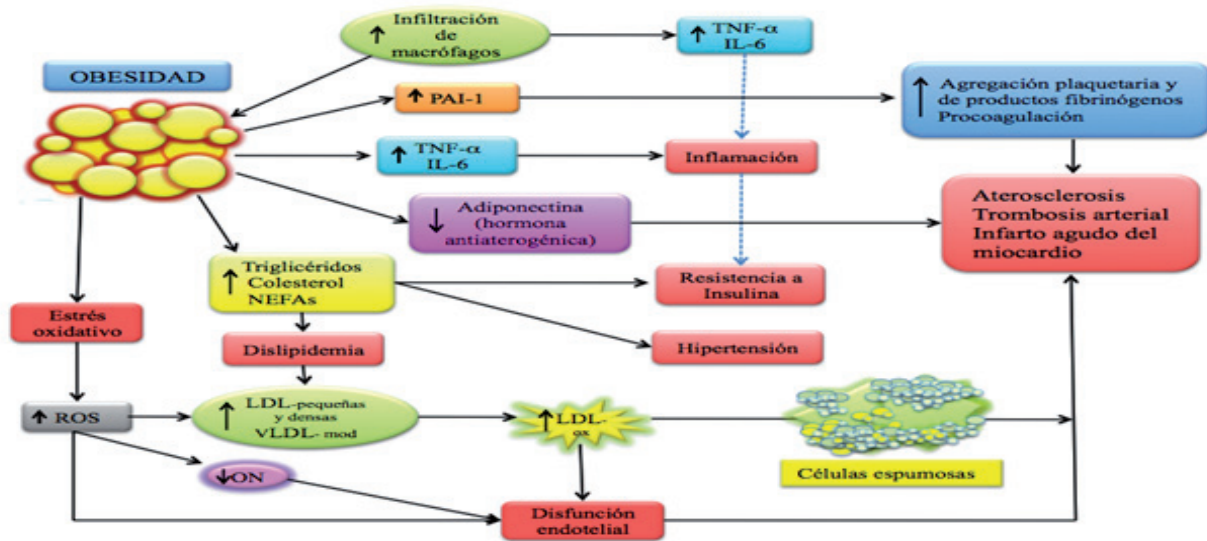 ↑ Infiltración
de
macrófagos
↑ TNF-α
IL-6
OBESIDAD
↑ PAI-1
↑ Agregación plaquetaria y
de productos fibrinógenos
Procoagulación
↑ TNF-α
IL-6
Inflamación
↓ Adiponectina
(hormona
antiaterogénica)
Aterosclerosis
Trombosis arterial
Infarto agudo del
miocardio
↑ Triglicéridos
Colesterol
NEFAs
Resistencia a
Insulina
Estrés
oxidativo
Dislipidemia
Hipertensión
↑ ROS
↑ LDL-pequeñas
y densas
VLDL- mod
↑ LDL-
ox
↓ON
Células espumosas
Disfunción
endotelial